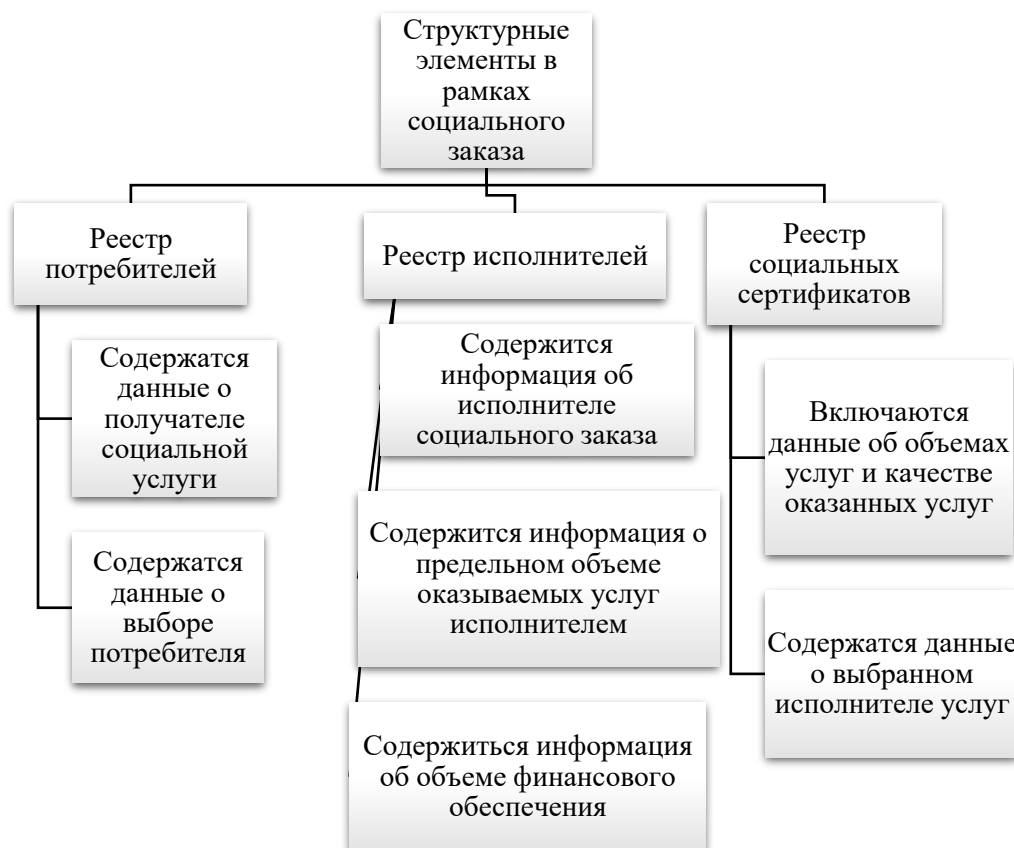 Структурные
элементы в
рамках
социального
заказа
Реестр
потребителей
Содержатся
данные о
получателе
социальной
услуги
Содержатся
данные о
выборе
потребителя
Реестр исполнителей
Содержится
информация об
исполнителе
социального заказа
Содержится информация о
предельном объеме
оказываемых услуг
исполнителем
Содержиться информация
об объеме финансового
обеспечения
Реестр
социальных
сертификатов
Включаются
данные об объемах
услуг и качестве
оказанных услуг
Содержатся данные
о выбранном
исполнителе услуг